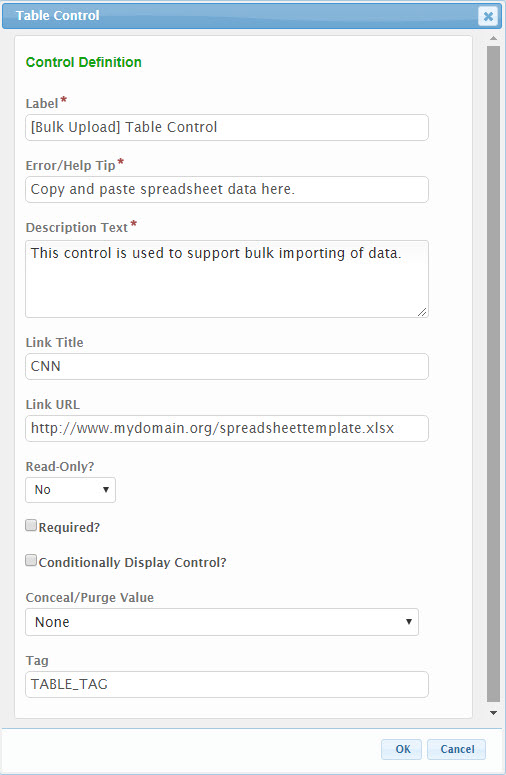 Table Control
Control Definition
Label*
[Bulk Upload] Table Control
Error/Help Tip*
Copy and paste spreadsheet data here.
Description Text*
This control is used to support bulk importing of data.
Link Title
CNN
Link URL
http://www.mydomain.org/spreadsheettemplate.xlsx
Read-Only?
No
Required?
Conditionally Display Control?
Conceal/Purge Value
None
Tag
TABLE_TAG
OK Cancel